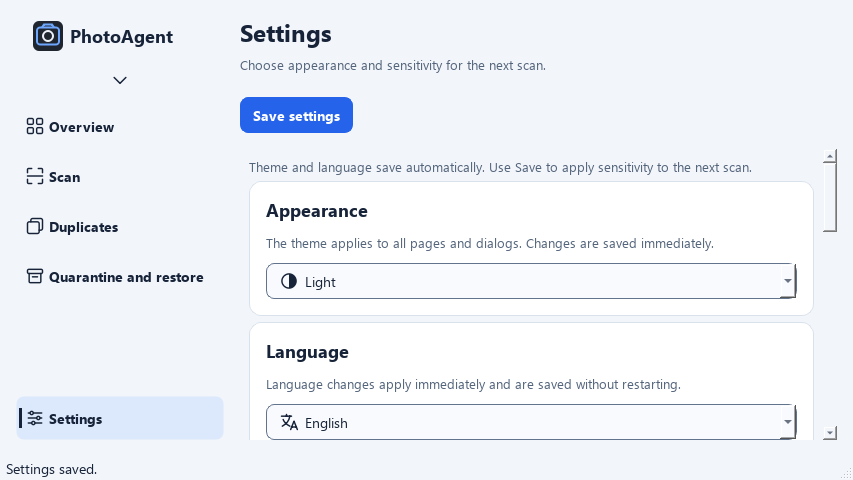 PhotoAgent
Overview
Scan
Duplicates
Quarantine and restore
Settings
Settings
Choose appearance and sensitivity for the next scan.
Save settings
Theme and language save automatically. Use Save to apply sensitivity to the next scan.
Appearance
The theme applies to all pages and dialogs. Changes are saved immediately.
Light
Language
Language changes apply immediately and are saved without restarting.
English
Settings saved.